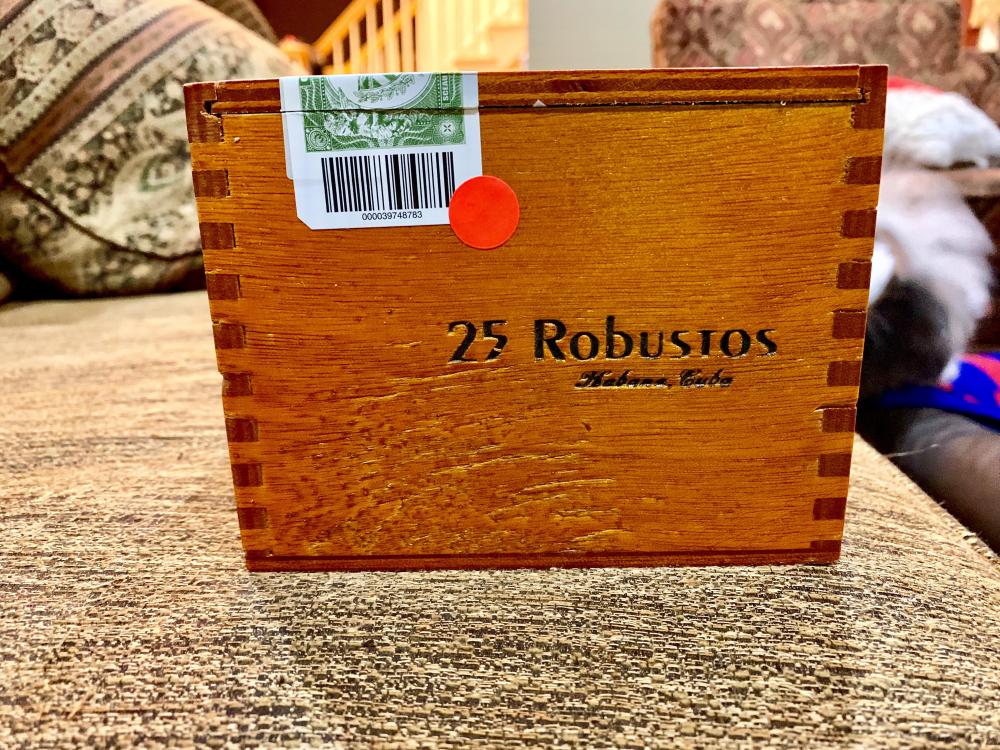 000039748783
25 Robustos
Habana, Cuba